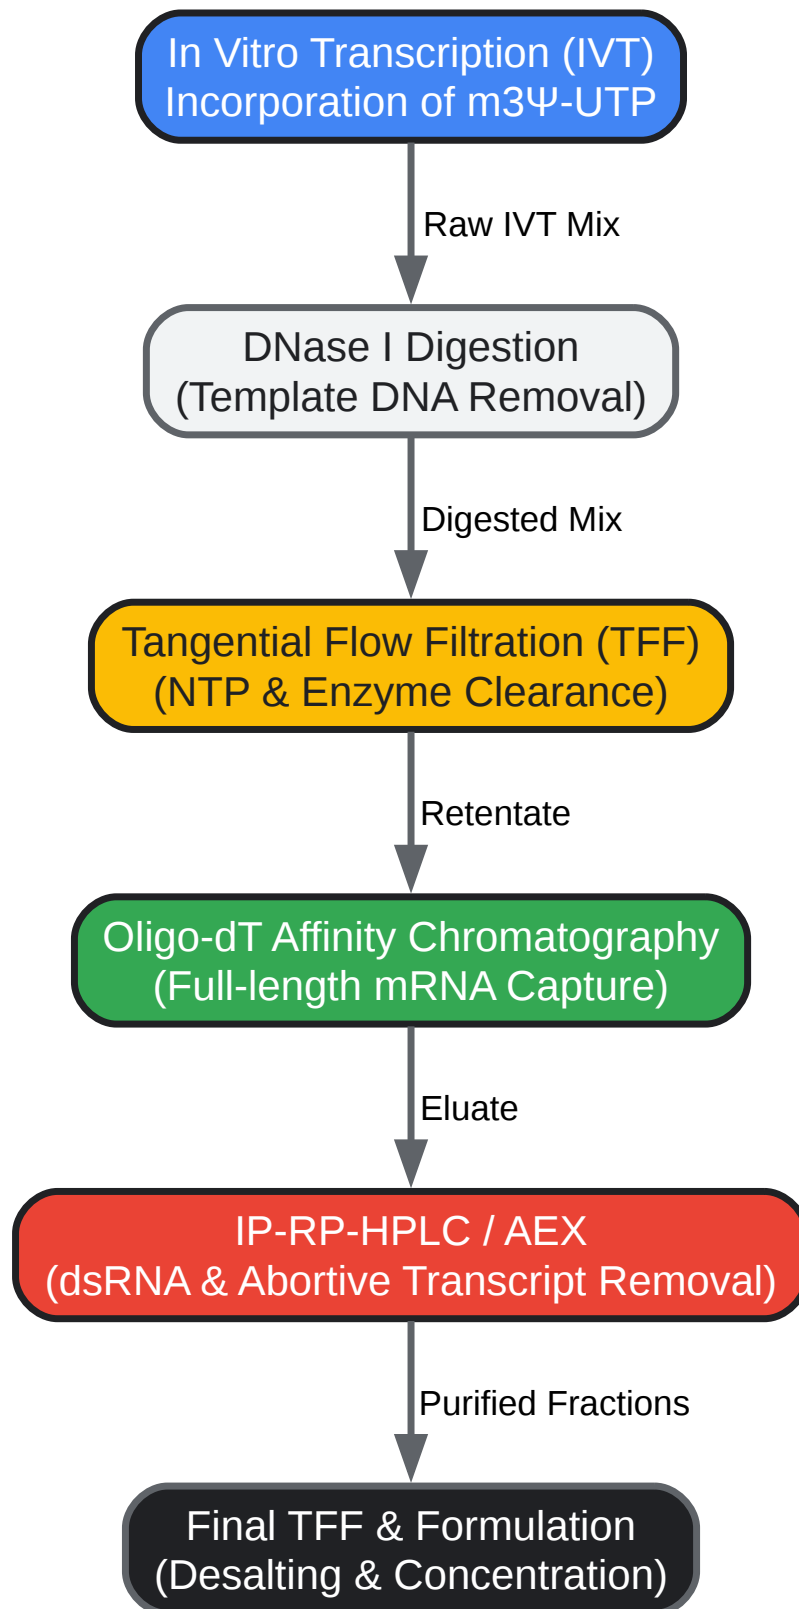 In Vitro Transcription (IVT)
Incorporation of m3Ψ-UTP
Raw IVT Mix
DNase I Digestion
(Template DNA Removal)
Digested Mix
Tangential Flow Filtration (TFF)
(NTP & Enzyme Clearance)
Retentate
Oligo-dT Affinity Chromatography
(Full-length mRNA Capture)
Eluate
IP-RP-HPLC / AEX
(dsRNA & Abortive Transcript Removal)
Purified Fractions
Final TFF & Formulation
(Desalting & Concentration)